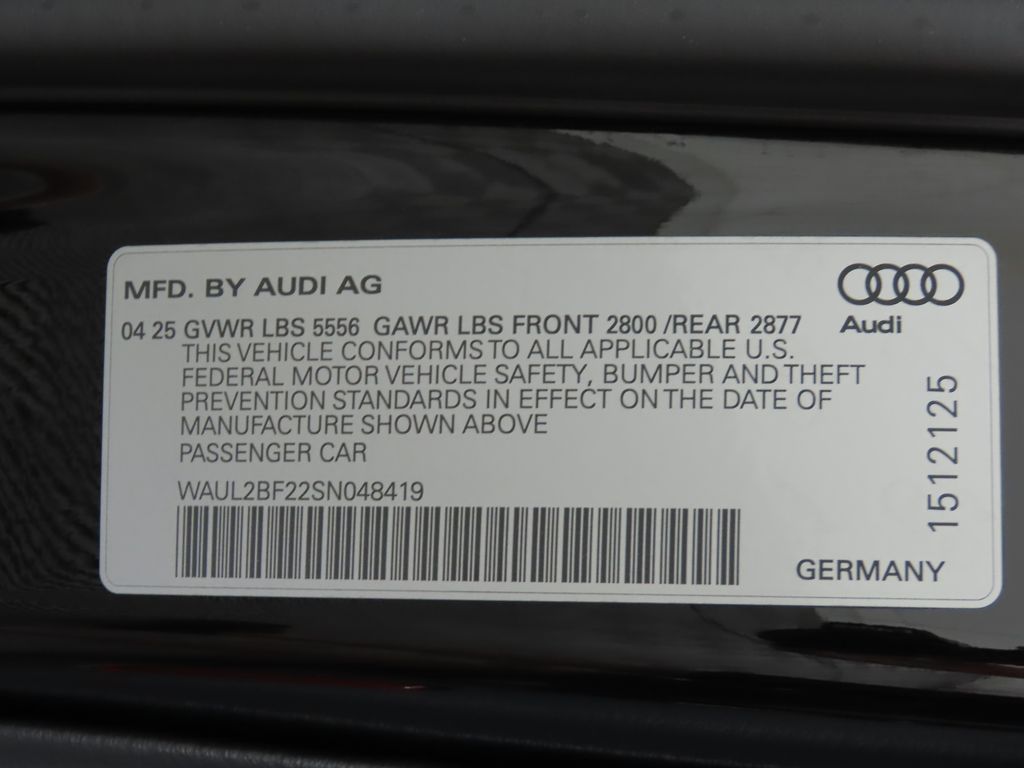 MFD. BY AUDI AG
Audi
04 25 GVWR LBS 5556 GAWR LBS FRONT 2800 /REAR 2877
THIS VEHICLE CONFORMS TO ALL APPLICABLE U.S.
FEDERAL MOTOR VEHICLE SAFETY, BUMPER AND THEFT
PREVENTION STANDARDS IN EFFECT ON THE DATE OF
MANUFACTURE SHOWN ABOVE
PASSENGER CAR
WAUL2BF22SN048419
15121125
GERMANY